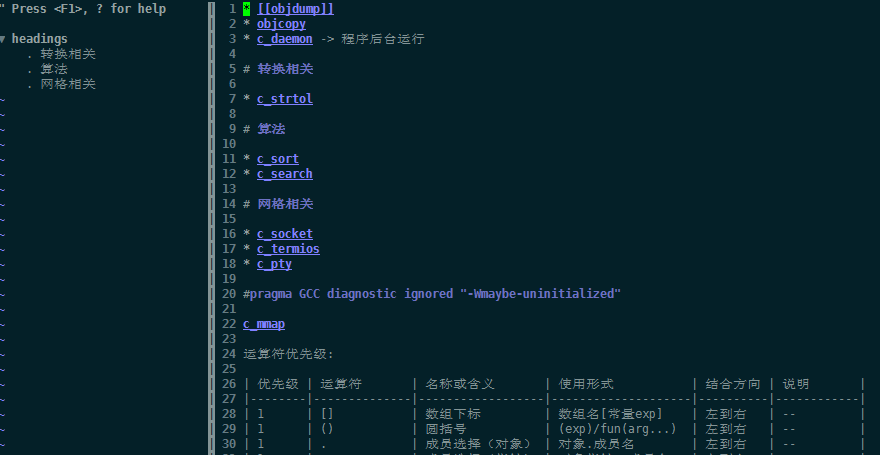 " Press <F1>, ? for help
▼ headings
. 转换相关
. 算法
. 网格相关
1 * [[objdump]]
2 * objcopy
3 * c_daemon -> 程序后台运行
4
5 # 转换相关
6
7 * c_strtol
8
9 # 算法
10
11 * c_sort
12 * c_search
13
14 # 网格相关
15
16 * c_socket
17 * c_termios
18 * c_pty
19
20 #pragma GCC diagnostic ignored "-Wmaybe-uninitialized"
21
22 c_mmap
23
24 运算符优先级:
25
26 | 优先级 | 运算符 | 名称或含义 | 使用形式 | 结合方向 | 说明 |
27 |--------|-------------|------------------|--------------------|----------|------------|
28 | 1 | [] | 数组下标 | 数组名[常量exp] | 左到右 | -- |
29 | 1 | () | 圆括号 | (exp)/fun(arg...) | 左到右 | -- |
30 | 1 | . | 成员选择（对象） | 对象.成员名 | 左到右 | -- |